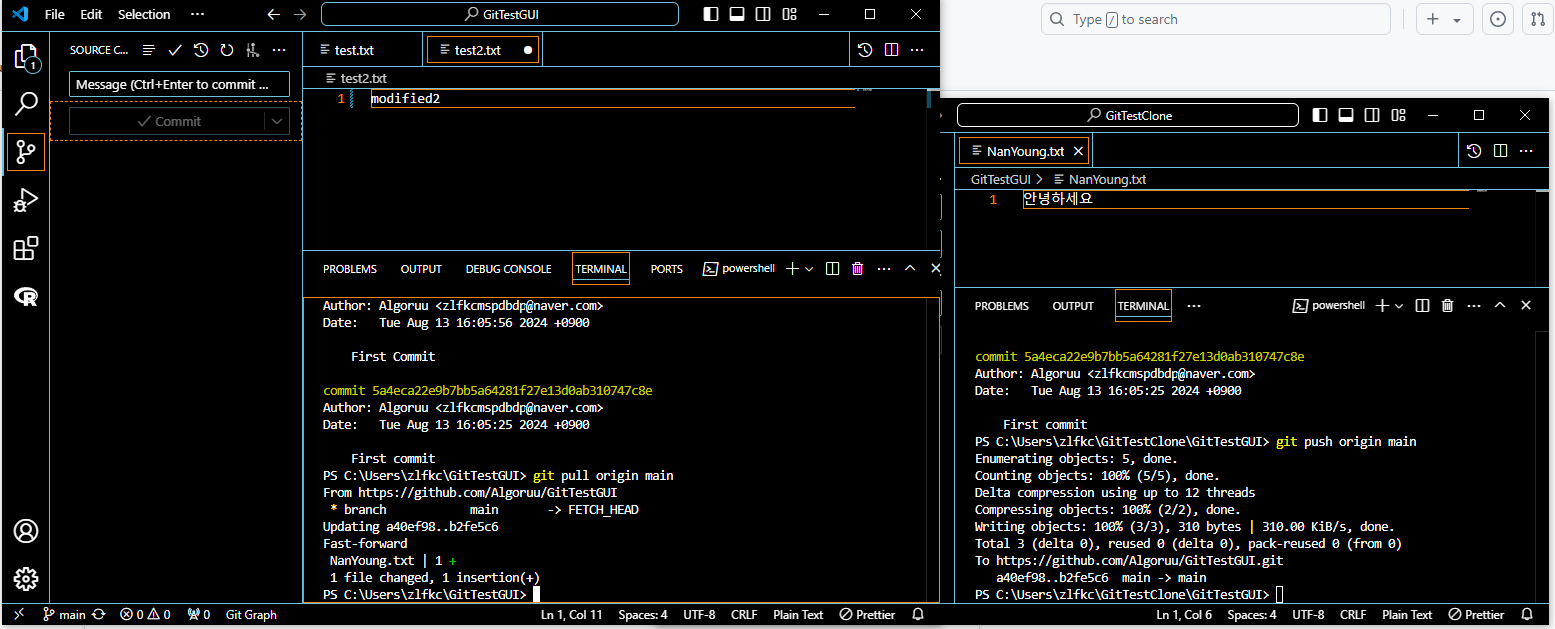 Type / to search
File Edit Selection ···
GitTestGUI
1
SOURCE C...
Message (Ctrl+Enter to commit ...
Commit
test.txt
test2.txt
test2.txt
1 modified2
PROBLEMS OUTPUT DEBUG CONSOLE TERMINAL PORTS powershell
Author: Algoruu <zlfkcmspdbdp@naver.com>
Date:   Tue Aug 13 16:05:56 2024 +0900
First Commit
commit 5a4eca22e9b7bb5a64281f27e13d0ab310747c8e
Author: Algoruu <zlfkcmspdbdp@naver.com>
Date:   Tue Aug 13 16:05:25 2024 +0900
First commit
PS C:\Users\zlfkc\GitTestGUI> git pull origin main
From https://github.com/Algoruu/GitTestGUI
* branch            main       -> FETCH_HEAD
Updating a40ef98..b2fe5c6
Fast-forward
NanYoung.txt | 1 +
1 file changed, 1 insertion(+)
PS C:\Users\zlfkc\GitTestGUI>
main 0 0 0 Git Graph Ln 1, Col 11 Spaces: 4 UTF-8 CRLF Plain Text Prettier
GitTestClone
NanYoung.txt
GitTestGUI > NanYoung.txt
1 안녕하세요
PROBLEMS OUTPUT TERMINAL ··· powershell
commit 5a4eca22e9b7bb5a64281f27e13d0ab310747c8e
Author: Algoruu <zlfkcmspdbdp@naver.com>
Date:   Tue Aug 13 16:05:25 2024 +0900
First commit
PS C:\Users\zlfkc\GitTestClone\GitTestGUI> git push origin main
Enumerating objects: 5, done.
Counting objects: 100% (5/5), done.
Delta compression using up to 12 threads
Compressing objects: 100% (2/2), done.
Writing objects: 100% (3/3), 310 bytes | 310.00 KiB/s, done.
Total 3 (delta 0), reused 0 (delta 0), pack-reused 0 (from 0)
To https://github.com/Algoruu/GitTestGUI.git
a40ef98..b2fe5c6  main -> main
PS C:\Users\zlfkc\GitTestClone\GitTestGUI>
Ln 1, Col 6 Spaces: 4 UTF-8 CRLF Plain Text Prettier